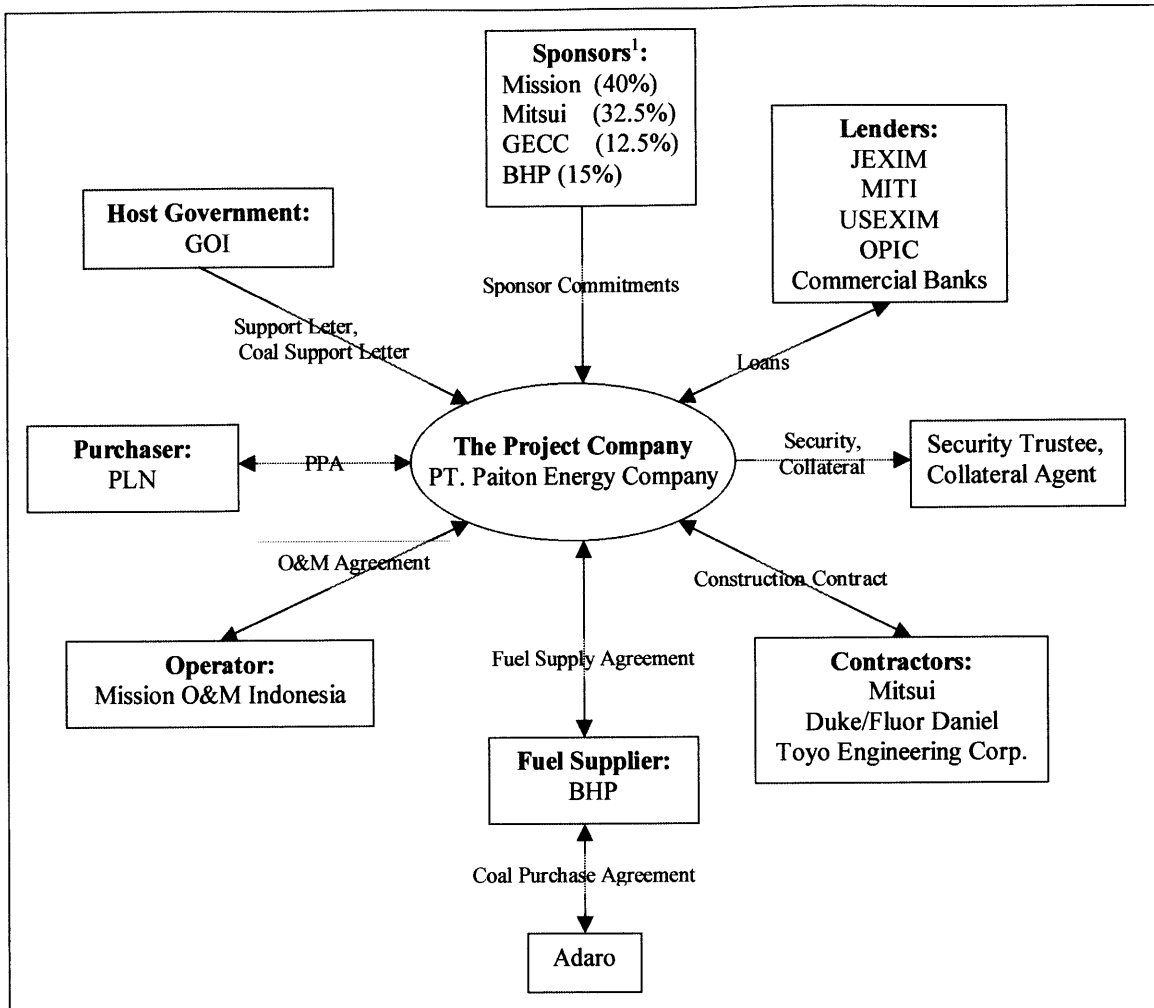 Sponsors¹:
Mission (40%)
Mitsui (32.5%)
GECC (12.5%)
BHP (15%)
Lenders:
JEXIM
MITI
USEXIM
OPIC
Commercial Banks
Host Government:
GOI
Sponsor Commitments
Support Leter,
Coal Support Letter
Loans
Purchaser:
PLN
PPA
The Project Company
PT. Paiton Energy Company
Security,
Collateral
Security Trustee,
Collateral Agent
O&M Agreement
Construction Contract
Operator:
Mission O&M Indonesia
Fuel Supply Agreement
Contractors:
Mitsui
Duke/Fluor Daniel
Toyo Engineering Corp.
Fuel Supplier:
BHP
Coal Purchase Agreement
Adaro